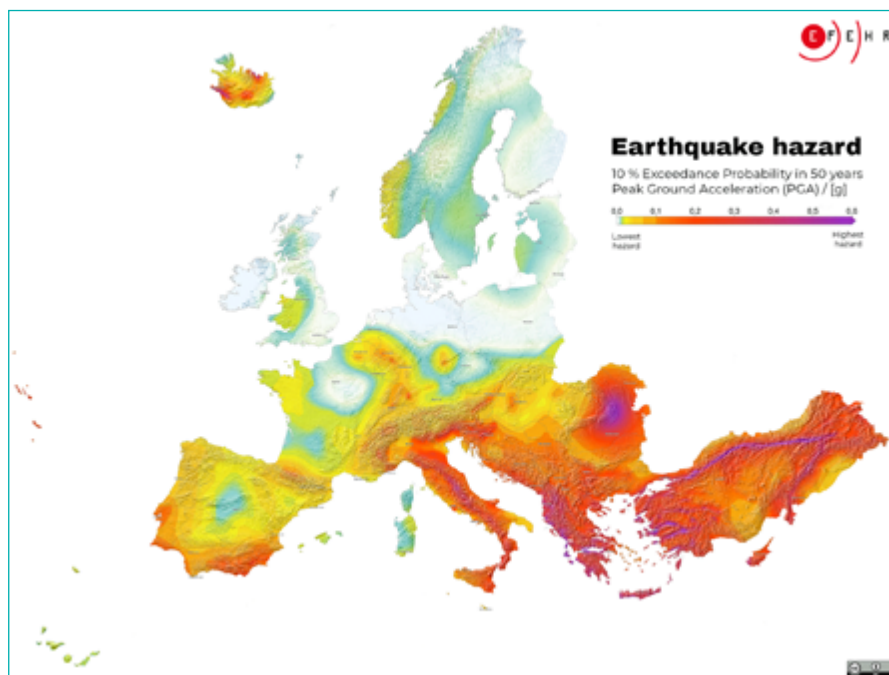 EFEHR
Earthquake hazard
10 % Exceedance Probability in 50 years
Peak Ground Acceleration (PGA) / [g]
0,0 0,1 0,2 0,3 0,4 0,5 0,6
Lowest Highest
hazard hazard